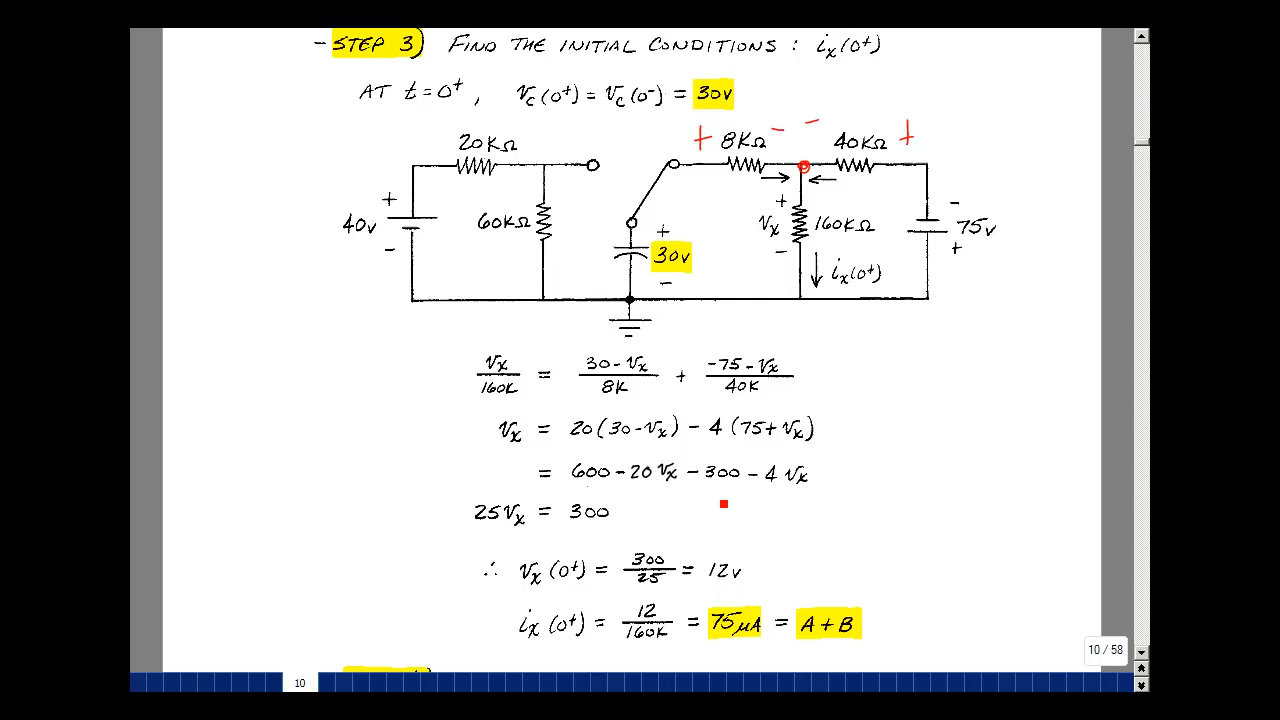 - STEP 3) FIND THE INITIAL CONDITIONS : ix(0+)
AT t=0+, vc(0+) = vc(0-) = 30V
+ 8KΩ - - 40KΩ +
20KΩ
+ 40V -
60KΩ
+ 30V -
+ vx - 160KΩ
- 75V +
ix(0+)
vx/160K = (30-vx)/8K + (-75-vx)/40K
vx = 20(30-vx) - 4(75+vx)
= 600 - 20vx - 300 - 4vx
25vx = 300
∴ vx(0+) = 300/25 = 12V
ix(0+) = 12/160K = 75μA = A+B
10 / 58
10